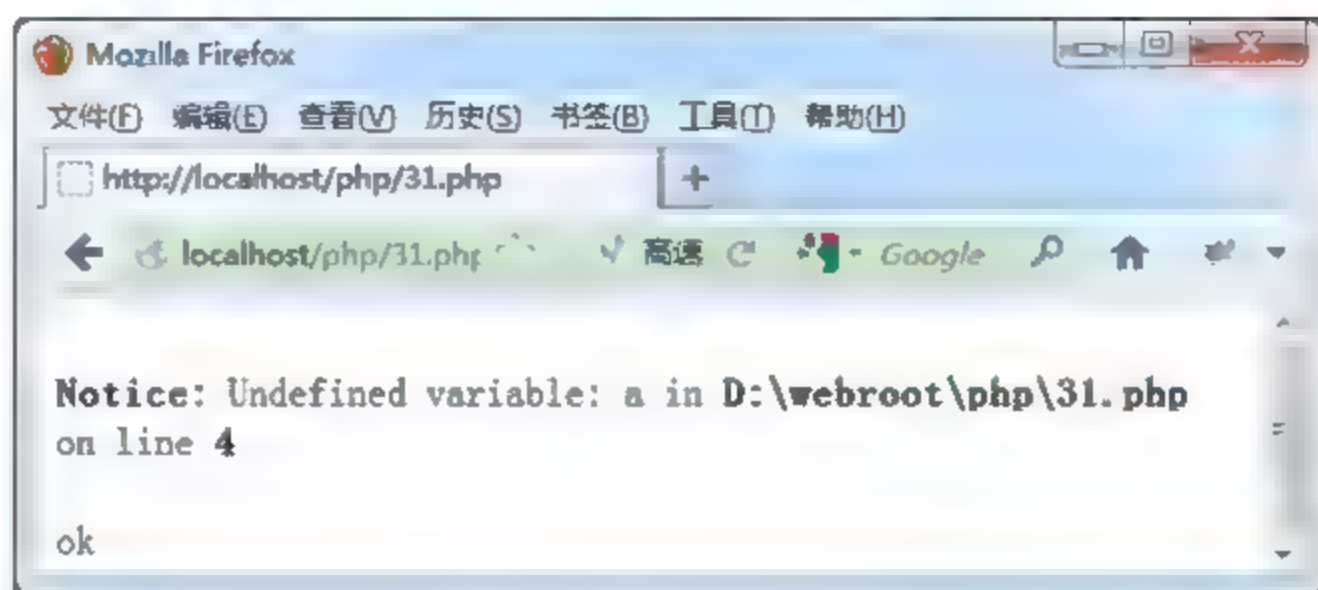 Mozilla Firefox
文件(F) 编辑(E) 查看(V) 历史(S) 书签(B) 工具(T) 帮助(H)
http://localhost/php/31.php +
localhost/php/31.php 高速 Google
Notice: Undefined variable: a in D:\webroot\php\31.php
on line 4
ok